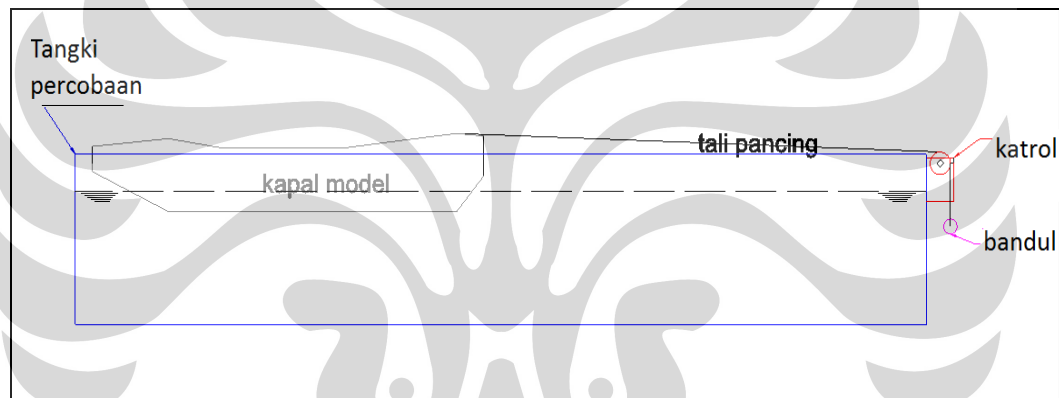 Tangki
percobaan
tali pancing
katrol
kapal model
bandul